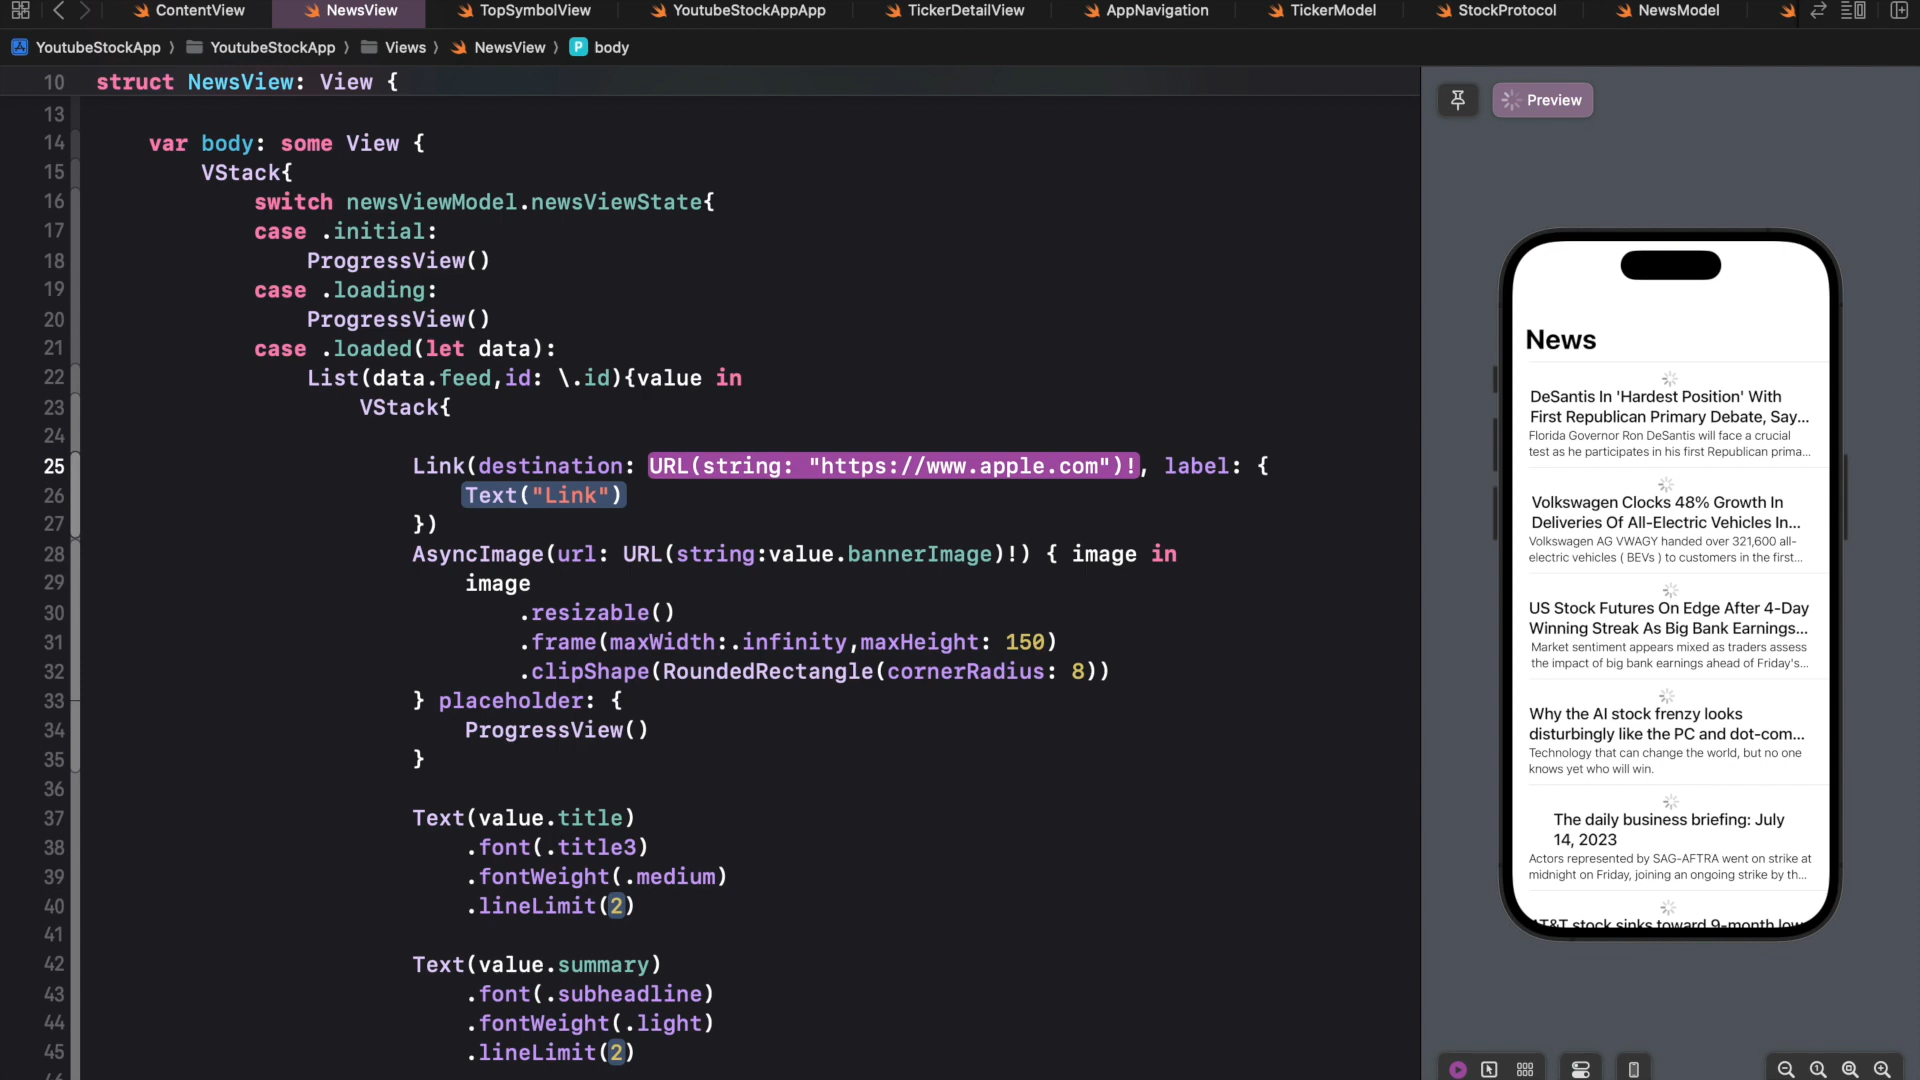 ContentView NewsView TopSymbolView YoutubeStockAppApp TickerDetailView AppNavigation TickerModel StockProtocol NewsModel
YoutubeStockApp YoutubeStockApp Views NewsView P body
10 struct NewsView: View {
13
14 var body: some View {
15 VStack{
16 switch newsViewModel.newsViewState{
17 case .initial:
18 ProgressView()
19 case .loading:
20 ProgressView()
21 case .loaded(let data):
22 List(data.feed,id: \.id){value in
23 VStack{
24
25 Link(destination: URL(string: "https://www.apple.com")!, label: {
26 Text("Link")
27 })
28 AsyncImage(url: URL(string:value.bannerImage)!) { image in
29 image
30 .resizable()
31 .frame(maxWidth:.infinity,maxHeight: 150)
32 .clipShape(RoundedRectangle(cornerRadius: 8))
33 } placeholder: {
34 ProgressView()
35 }
36
37 Text(value.title)
38 .font(.title3)
39 .fontWeight(.medium)
40 .lineLimit(2)
41
42 Text(value.summary)
43 .font(.subheadline)
44 .fontWeight(.light)
45 .lineLimit(2)
Preview
News
DeSantis In 'Hardest Position' With
First Republican Primary Debate, Say...
Florida Governor Ron DeSantis will face a crucial
test as he participates in his first Republican prima...
Volkswagen Clocks 48% Growth In
Deliveries Of All-Electric Vehicles In...
Volkswagen AG VWAGY handed over 321,600 all-
electric vehicles ( BEVs ) to customers in the first...
US Stock Futures On Edge After 4-Day
Winning Streak As Big Bank Earnings...
Market sentiment appears mixed as traders assess
the impact of big bank earnings ahead of Friday's...
Why the AI stock frenzy looks
disturbingly like the PC and dot-com...
Technology that can change the world, but no one
knows yet who will win.
The daily business briefing: July
14, 2023
Actors represented by SAG-AFTRA went on strike at
midnight on Friday, joining an ongoing strike by th...
AT&T stock sinks toward 9-month low